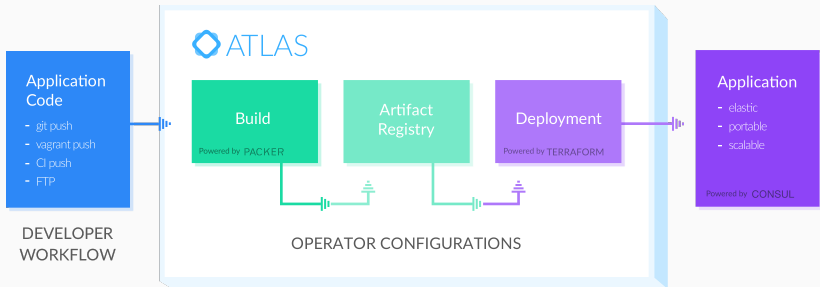 Application
Code
- git push
- vagrant push
- CI push
- FTP
DEVELOPER
WORKFLOW
ATLAS
Build
Powered by PACKER
Artifact
Registry
Deployment
Powered by TERRAFORM
OPERATOR CONFIGURATIONS
Application
- elastic
- portable
- scalable
Powered by CONSUL